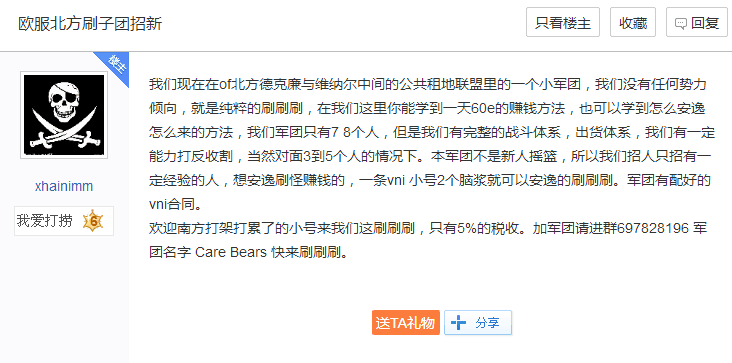 欧服北方刷子团招新
只看楼主
收藏
回复
楼主
我们现在在of北方德克廉与维纳尔中间的公共租地联盟里的一个小军团，我们没有任何势力
倾向，就是纯粹的刷刷刷，在我们这里你能学到一天60e的赚钱方法，也可以学到怎么安逸
怎么来的方法，我们军团只有7 8个人，但是我们有完整的战斗体系，出货体系，我们有一定
能力打反收割，当然对面3到5个人的情况下。本军团不是新人摇篮，所以我们招人只招有一
定经验的人，想安逸刷怪赚钱的，一条vni 小号2个脑浆就可以安逸的刷刷刷。军团有配好的
vni合同。
欢迎南方打架打累了的小号来我们这刷刷刷，只有5%的税收。加军团请进群697828196 军
团名字 Care Bears 快来刷刷刷。
xhainimm
我爱打捞 6
送TA礼物
分享